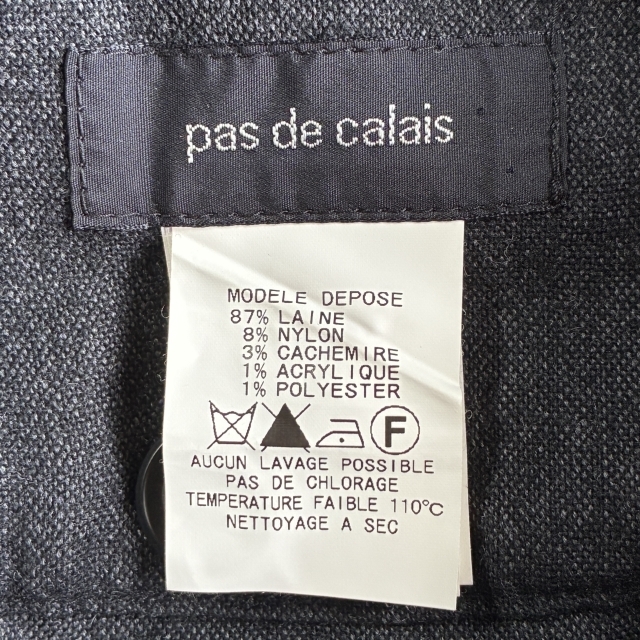 pas de calais
MODELE DEPOSE
87% LAINE
8% NYLON
3% CACHEMIRE
1% ACRYLIQUE
1% POLYESTER
F
AUCUN LAVAGE POSSIBLE
PAS DE CHLORAGE
TEMPERATURE FAIBLE 110℃
NETTOYAGE A SEC